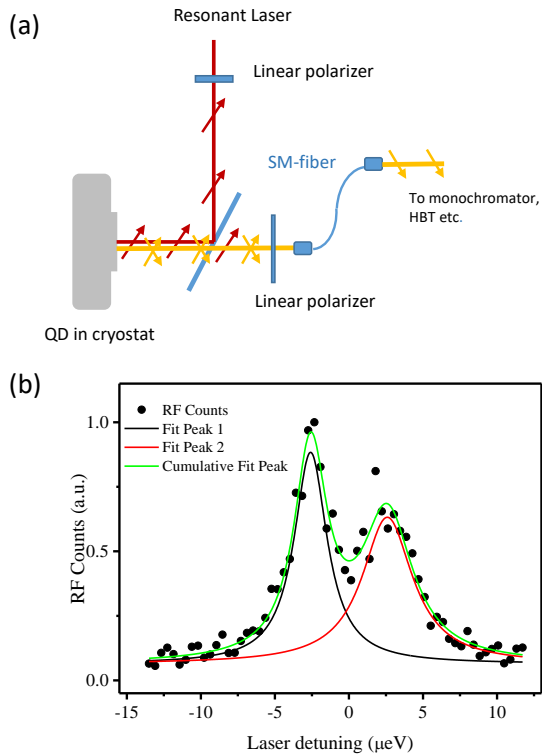 (a)
Resonant Laser
Linear polarizer
SM-fiber
To monochromator,
HBT etc.
Linear polarizer
QD in cryostat
(b)
RF Counts
Fit Peak 1
Fit Peak 2
Cumulative Fit Peak
RF Counts (a.u.)
1.0
0.5
0.0
-15 -10 -5 0 5 10
Laser detuning (μeV)